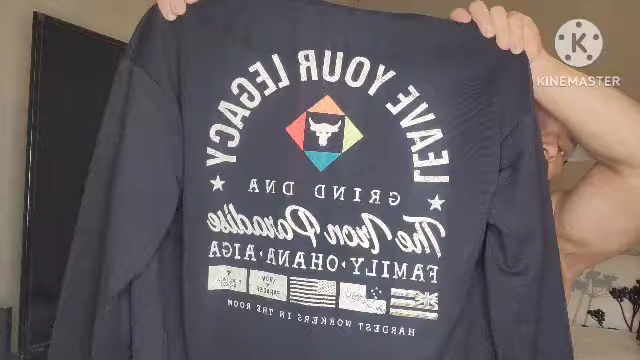 KINEMASTER
LEAVE YOUR LEGACY
GRIND DNA
The Iron Paradise
FAMILY · OHANA · AIGA
HARDEST WORKERS IN THE ROOM